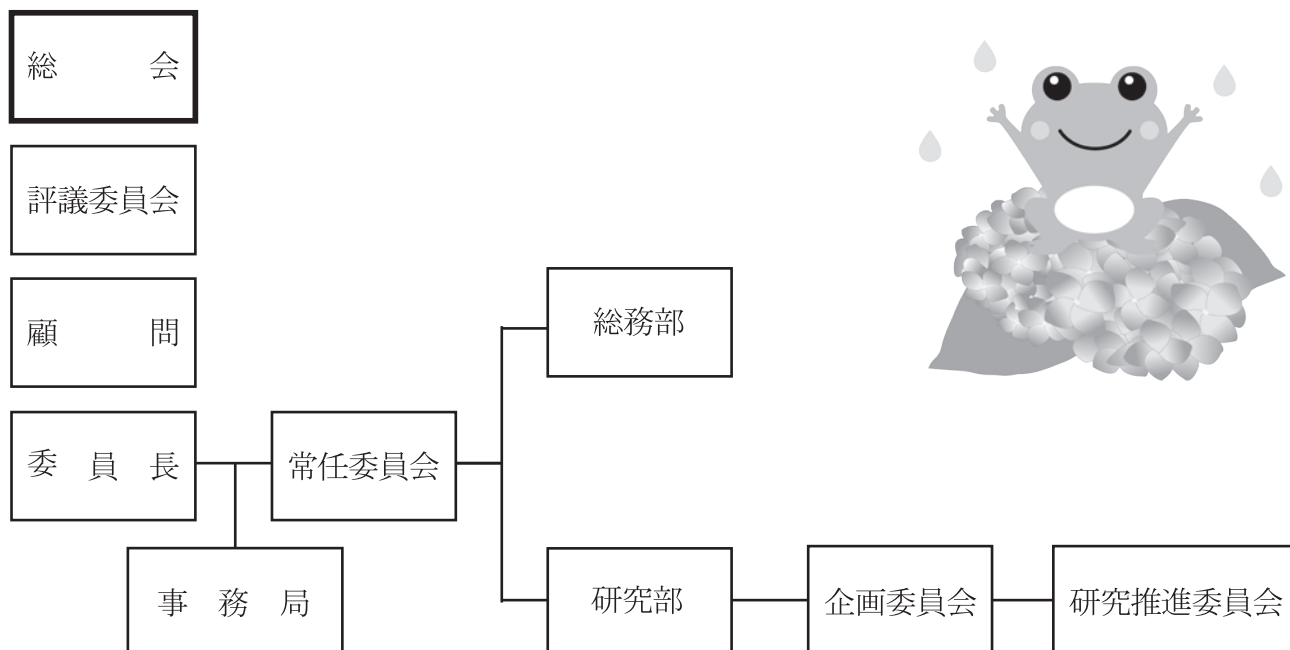 総　　会
評議委員会
顧　　問
総務部
委　員　長
常任委員会
事　務　局
研究部
企画委員会
研究推進委員会